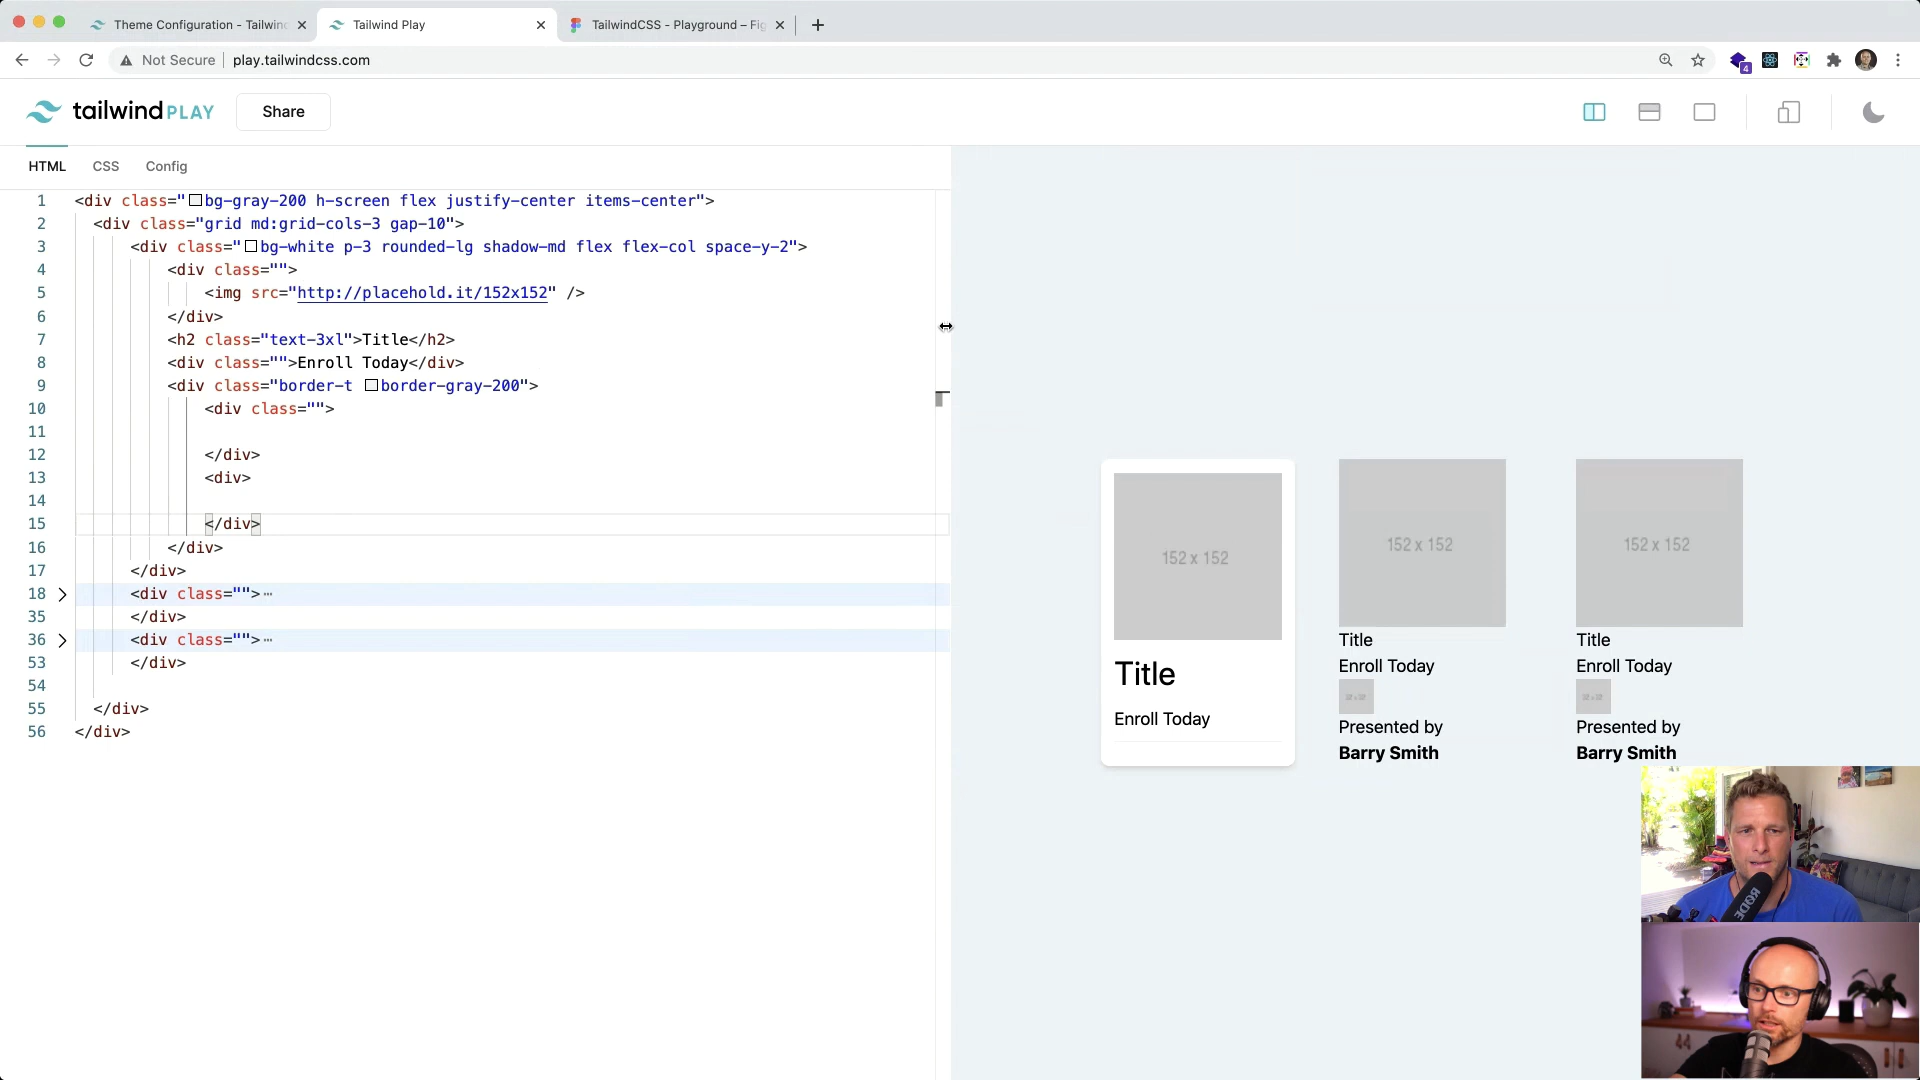 Theme Configuration - Tailwind
Tailwind Play
TailwindCSS - Playground – Fig
Not Secure
play.tailwindcss.com
4
tailwind PLAY
Share
HTML
CSS
Config
1 <div class="bg-gray-200 h-screen flex justify-center items-center">
2 <div class="grid md:grid-cols-3 gap-10">
3 <div class="bg-white p-3 rounded-lg shadow-md flex flex-col space-y-2">
4 <div class="">
5 <img src="http://placehold.it/152x152" />
6 </div>
7 <h2 class="text-3xl">Title</h2>
8 <div class="">Enroll Today</div>
9 <div class="border-t border-gray-200">
10 <div class="">
11
12 </div>
13 <div>
14
15 </div>
16 </div>
17 </div>
18 <div class="">⋯
35 </div>
36 <div class="">⋯
53 </div>
54
55 </div>
56 </div>
152 x 152
Title
Enroll Today
152 x 152
Title
Enroll Today
Presented by
Barry Smith
152 x 152
Title
Enroll Today
Presented by
Barry Smith
RODE